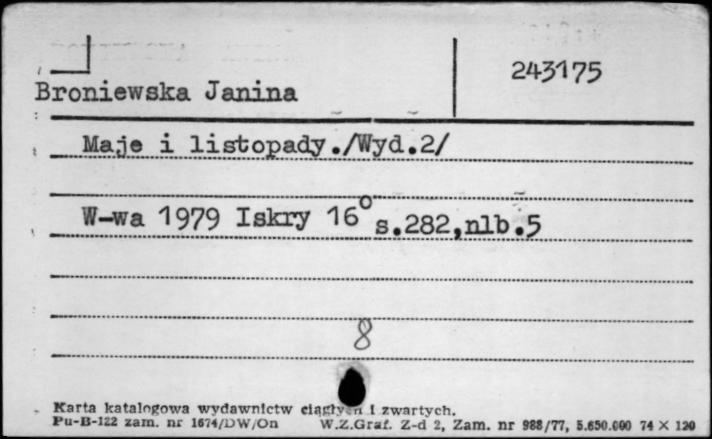 243175
Broniewska Janina
Maje i listopady./Wyd.2/
W-wa 1979 Iskry 16° s.282,nlb.5
8
Karta katalogowa wydawnictw ciągłych i zwartych.
Pu-B-122 zam. nr 1674/DW/On W.Z.Graf. Z-d 2, Zam. nr 988/77, 5.650.000 74 × 120